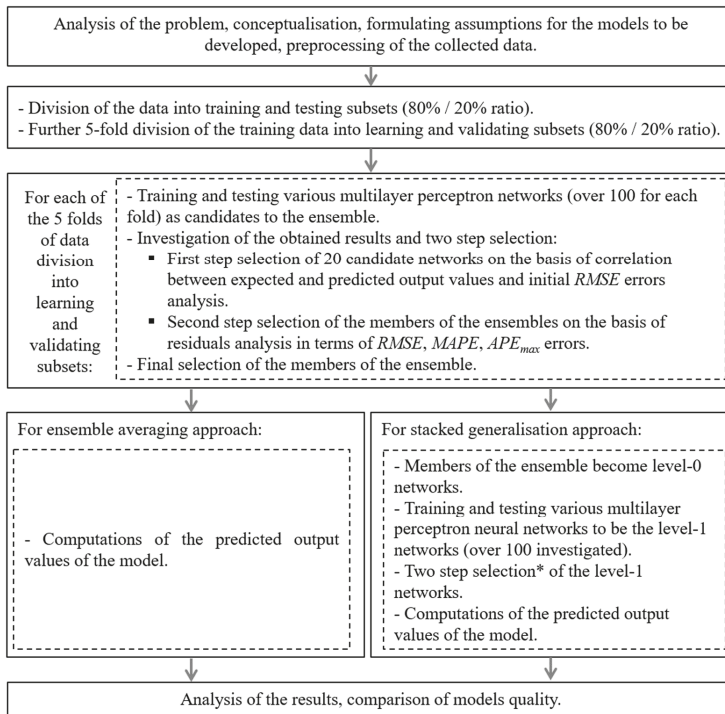 Analysis of the problem, conceptualisation, formulating assumptions for the models to be
developed, preprocessing of the collected data.
- Division of the data into training and testing subsets (80% / 20% ratio).
- Further 5-fold division of the training data into learning and validating subsets (80% / 20% ratio).
For each of
the 5 folds
of data
division
into
learning
and
validating
subsets:
- Training and testing various multilayer perceptron networks (over 100 for each
fold) as candidates to the ensemble.
- Investigation of the obtained results and two step selection:
▪ First step selection of 20 candidate networks on the basis of correlation
between expected and predicted output values and initial RMSE errors
analysis.
▪ Second step selection of the members of the ensembles on the basis of
residuals analysis in terms of RMSE, MAPE, APEmax errors.
- Final selection of the members of the ensemble.
For ensemble averaging approach:
- Computations of the predicted output
values of the model.
For stacked generalisation approach:
- Members of the ensemble become level-0
networks.
- Training and testing various multilayer
perceptron neural networks to be the level-1
networks (over 100 investigated).
- Two step selection* of the level-1
networks.
- Computations of the predicted output
values of the model.
Analysis of the results, comparison of models quality.